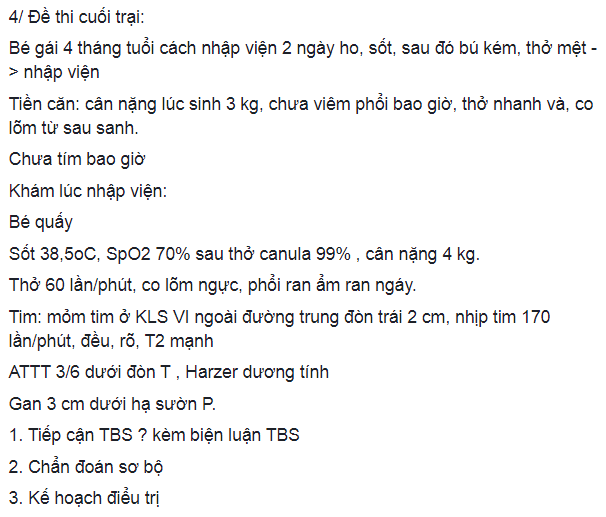 4/ Đề thi cuối trại:
Bé gái 4 tháng tuổi cách nhập viện 2 ngày ho, sốt, sau đó bú kém, thở mệt -
> nhập viện
Tiền căn: cân nặng lúc sinh 3 kg, chưa viêm phổi bao giờ, thở nhanh và, co
lõm từ sau sanh.
Chưa tím bao giờ
Khám lúc nhập viện:
Bé quấy
Sốt 38,5oC, SpO2 70% sau thở canula 99% , cân nặng 4 kg.
Thở 60 lần/phút, co lõm ngực, phổi ran ẩm ran ngáy.
Tim: mỏm tim ở KLS VI ngoài đường trung đòn trái 2 cm, nhịp tim 170
lần/phút, đều, rõ, T2 mạnh
ATTT 3/6 dưới đòn T , Harzer dương tính
Gan 3 cm dưới hạ sườn P.
1. Tiếp cận TBS ? kèm biện luận TBS
2. Chẩn đoán sơ bộ
3. Kế hoạch điểu trị